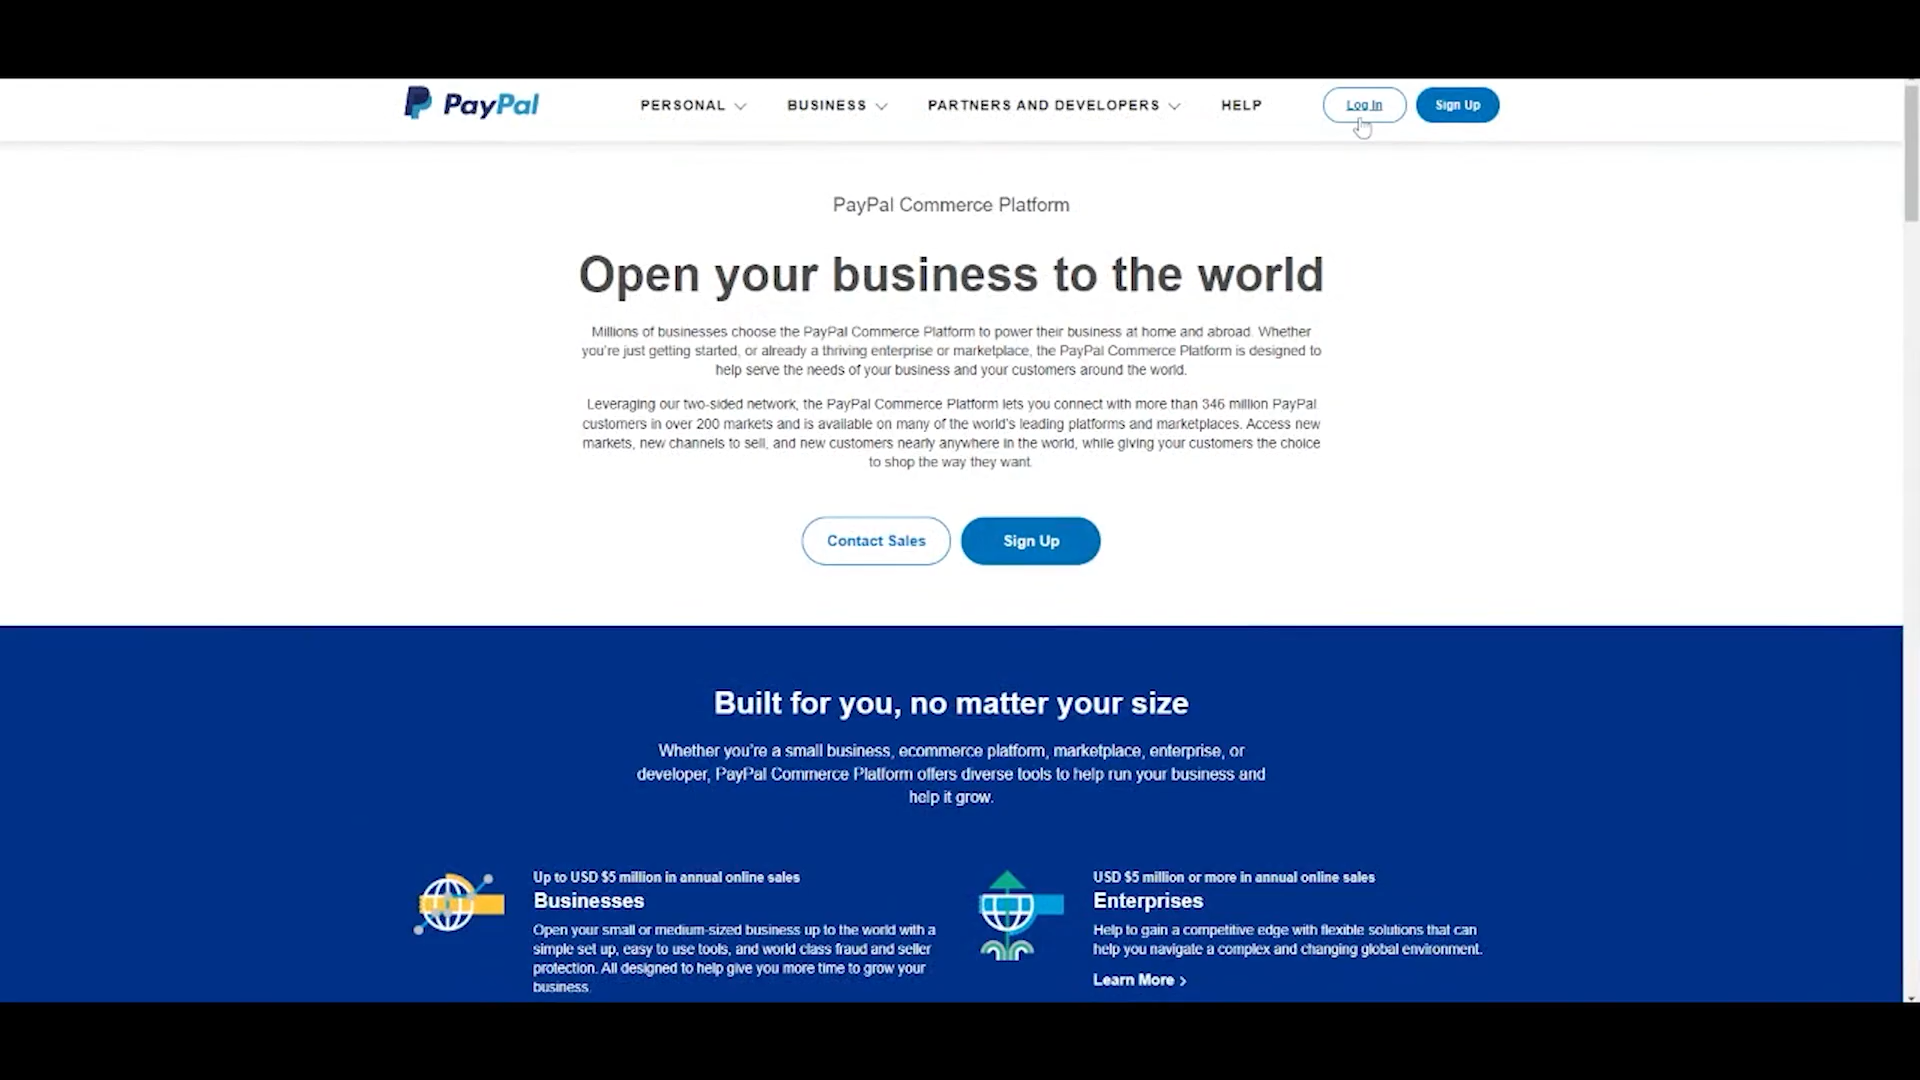 PayPal
PERSONAL
BUSINESS
PARTNERS AND DEVELOPERS
HELP
Log In
Sign Up
PayPal Commerce Platform
Open your business to the world
Millions of businesses choose the PayPal Commerce Platform to power their business at home and abroad. Whether
you're just getting started, or already a thriving enterprise or marketplace, the PayPal Commerce Platform is designed to
help serve the needs of your business and your customers around the world.
Leveraging our two-sided network, the PayPal Commerce Platform lets you connect with more than 346 million PayPal
customers in over 200 markets and is available on many of the world's leading platforms and marketplaces. Access new
markets, new channels to sell, and new customers nearly anywhere in the world, while giving your customers the choice
to shop the way they want.
Contact Sales
Sign Up
Built for you, no matter your size
Whether you're a small business, ecommerce platform, marketplace, enterprise, or
developer, PayPal Commerce Platform offers diverse tools to help run your business and
help it grow.
Up to USD $5 million in annual online sales
Businesses
Open your small or medium-sized business up to the world with a
simple set up, easy to use tools, and world class fraud and seller
protection. All designed to help give you more time to grow your
business.
USD $5 million or more in annual online sales
Enterprises
Help to gain a competitive edge with flexible solutions that can
help you navigate a complex and changing global environment.
Learn More >